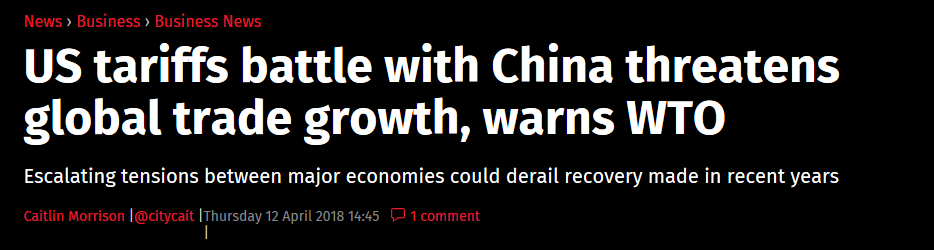 News › Business › Business News
US tariffs battle with China threatens
global trade growth, warns WTO
Escalating tensions between major economies could derail recovery made in recent years
Caitlin Morrison |@citycait |Thursday 12 April 2018 14:45 1 comment
|